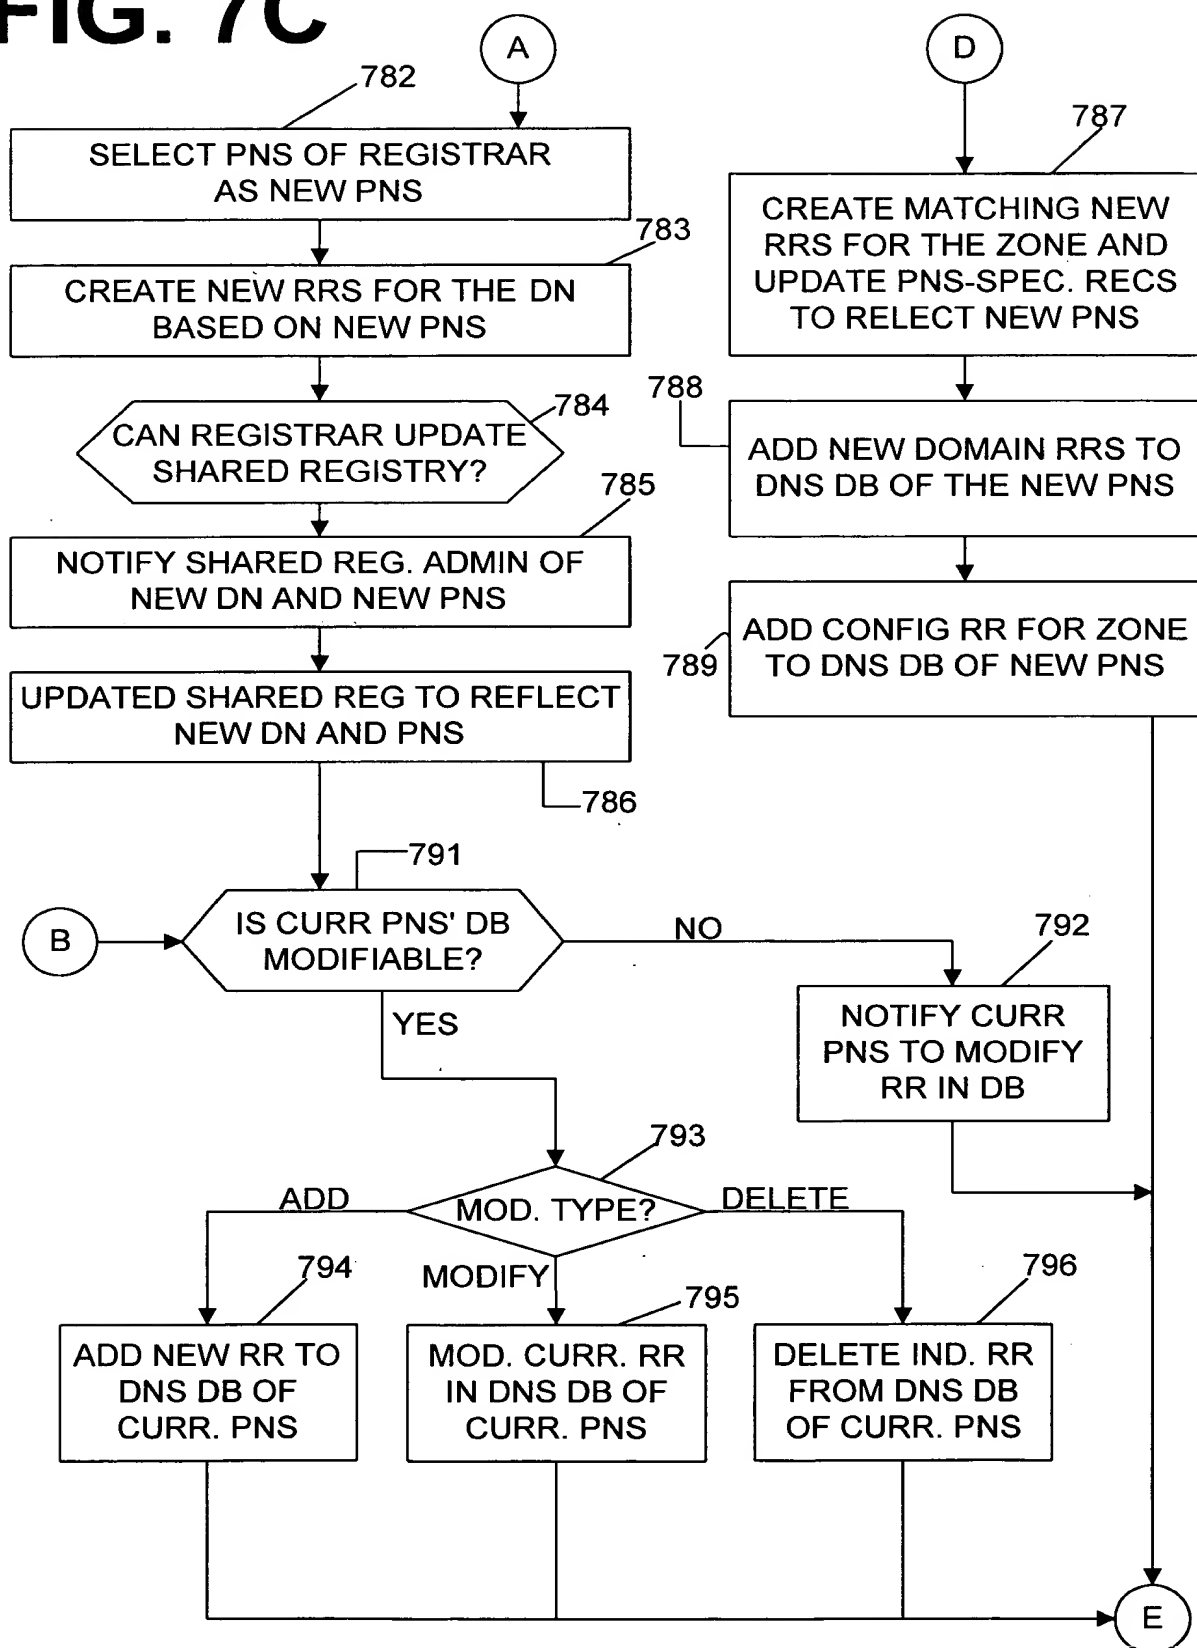 FIG. 7C
A
782
SELECT PNS OF REGISTRAR
AS NEW PNS
783
CREATE NEW RRS FOR THE DN
BASED ON NEW PNS
784
CAN REGISTRAR UPDATE
SHARED REGISTRY?
785
NOTIFY SHARED REG. ADMIN OF
NEW DN AND NEW PNS
UPDATED SHARED REG TO REFLECT
NEW DN AND PNS
786
D
787
CREATE MATCHING NEW
RRS FOR THE ZONE AND
UPDATE PNS-SPEC. RECS
TO RELECT NEW PNS
788
ADD NEW DOMAIN RRS TO
DNS DB OF THE NEW PNS
789
ADD CONFIG RR FOR ZONE
TO DNS DB OF NEW PNS
791
B
IS CURR PNS' DB
MODIFIABLE?
NO
792
NOTIFY CURR
PNS TO MODIFY
RR IN DB
YES
793
MOD. TYPE?
ADD
DELETE
MODIFY
794
ADD NEW RR TO
DNS DB OF
CURR. PNS
795
MOD. CURR. RR
IN DNS DB OF
CURR. PNS
796
DELETE IND. RR
FROM DNS DB
OF CURR. PNS
E